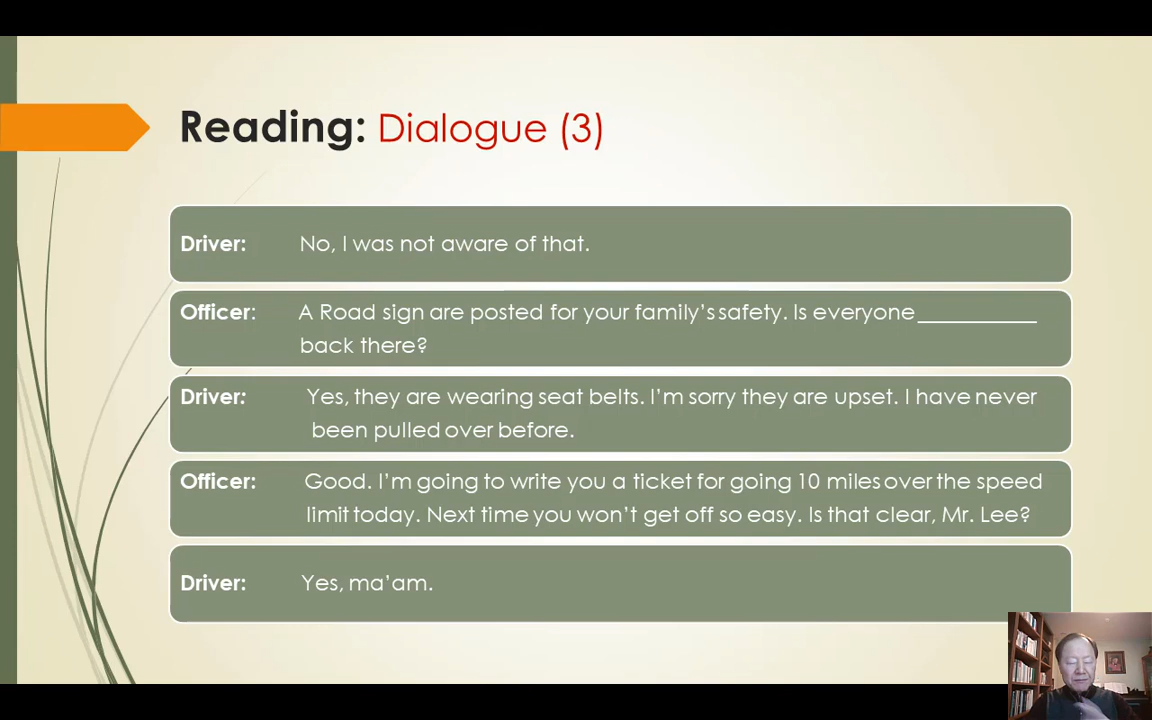 Reading: Dialogue (3)
Driver: No, I was not aware of that.
Officer: A Road sign are posted for your family's safety. Is everyone __________
back there?
Driver: Yes, they are wearing seat belts. I'm sorry they are upset. I have never
been pulled over before.
Officer: Good. I'm going to write you a ticket for going 10 miles over the speed
limit today. Next time you won't get off so easy. Is that clear, Mr. Lee?
Driver: Yes, ma'am.